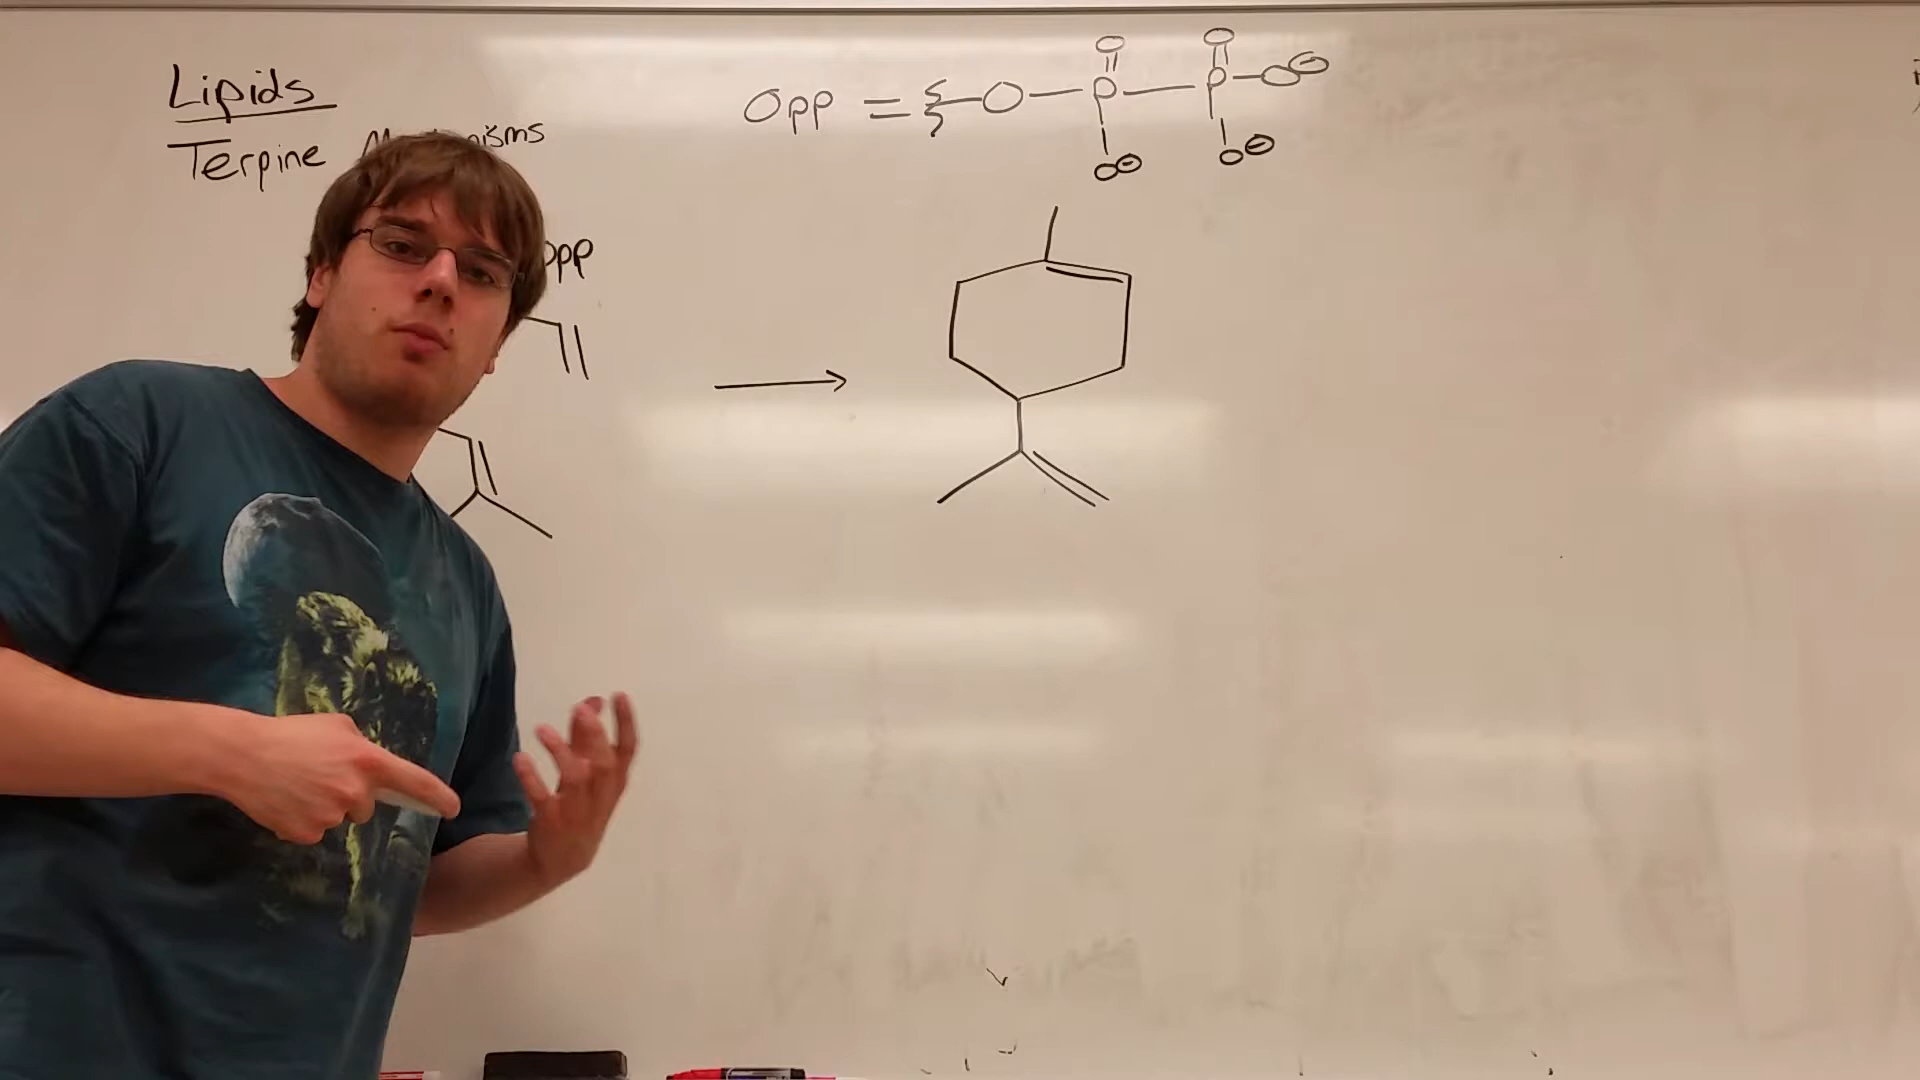 Lipids
Terpine
Opp = O-P-P-O⊖
O O
O⊖ O⊖
Opp